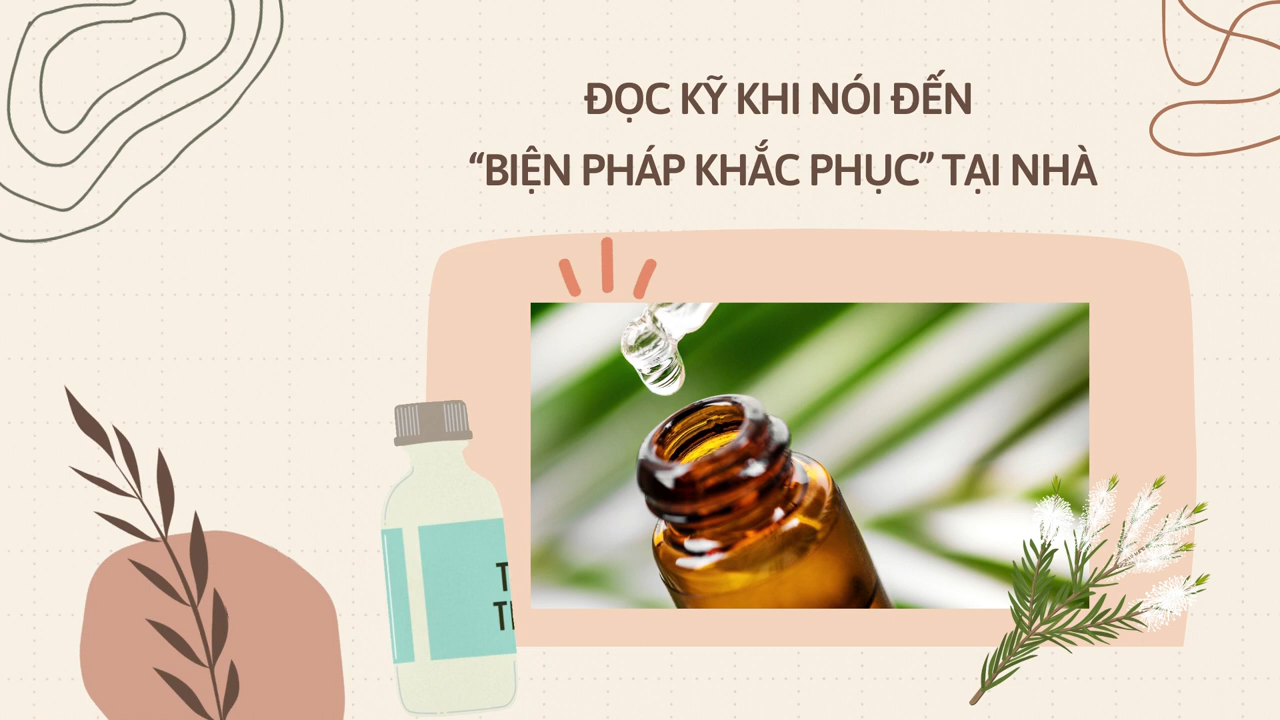 ĐỌC KỸ KHI NÓI ĐẾN
“BIỆN PHÁP KHẮC PHỤC” TẠI NHÀ